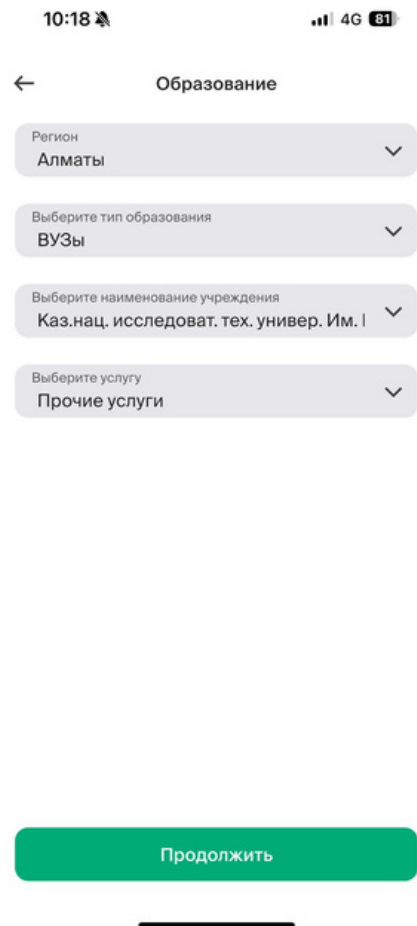 10:18
4G 81
Образование
Регион
Алматы
Выберите тип образования
ВУЗы
Выберите наименование учреждения
Каз.нац. исследоват. тех. универ. Им.
Выберите услугу
Прочие услуги
Продолжить